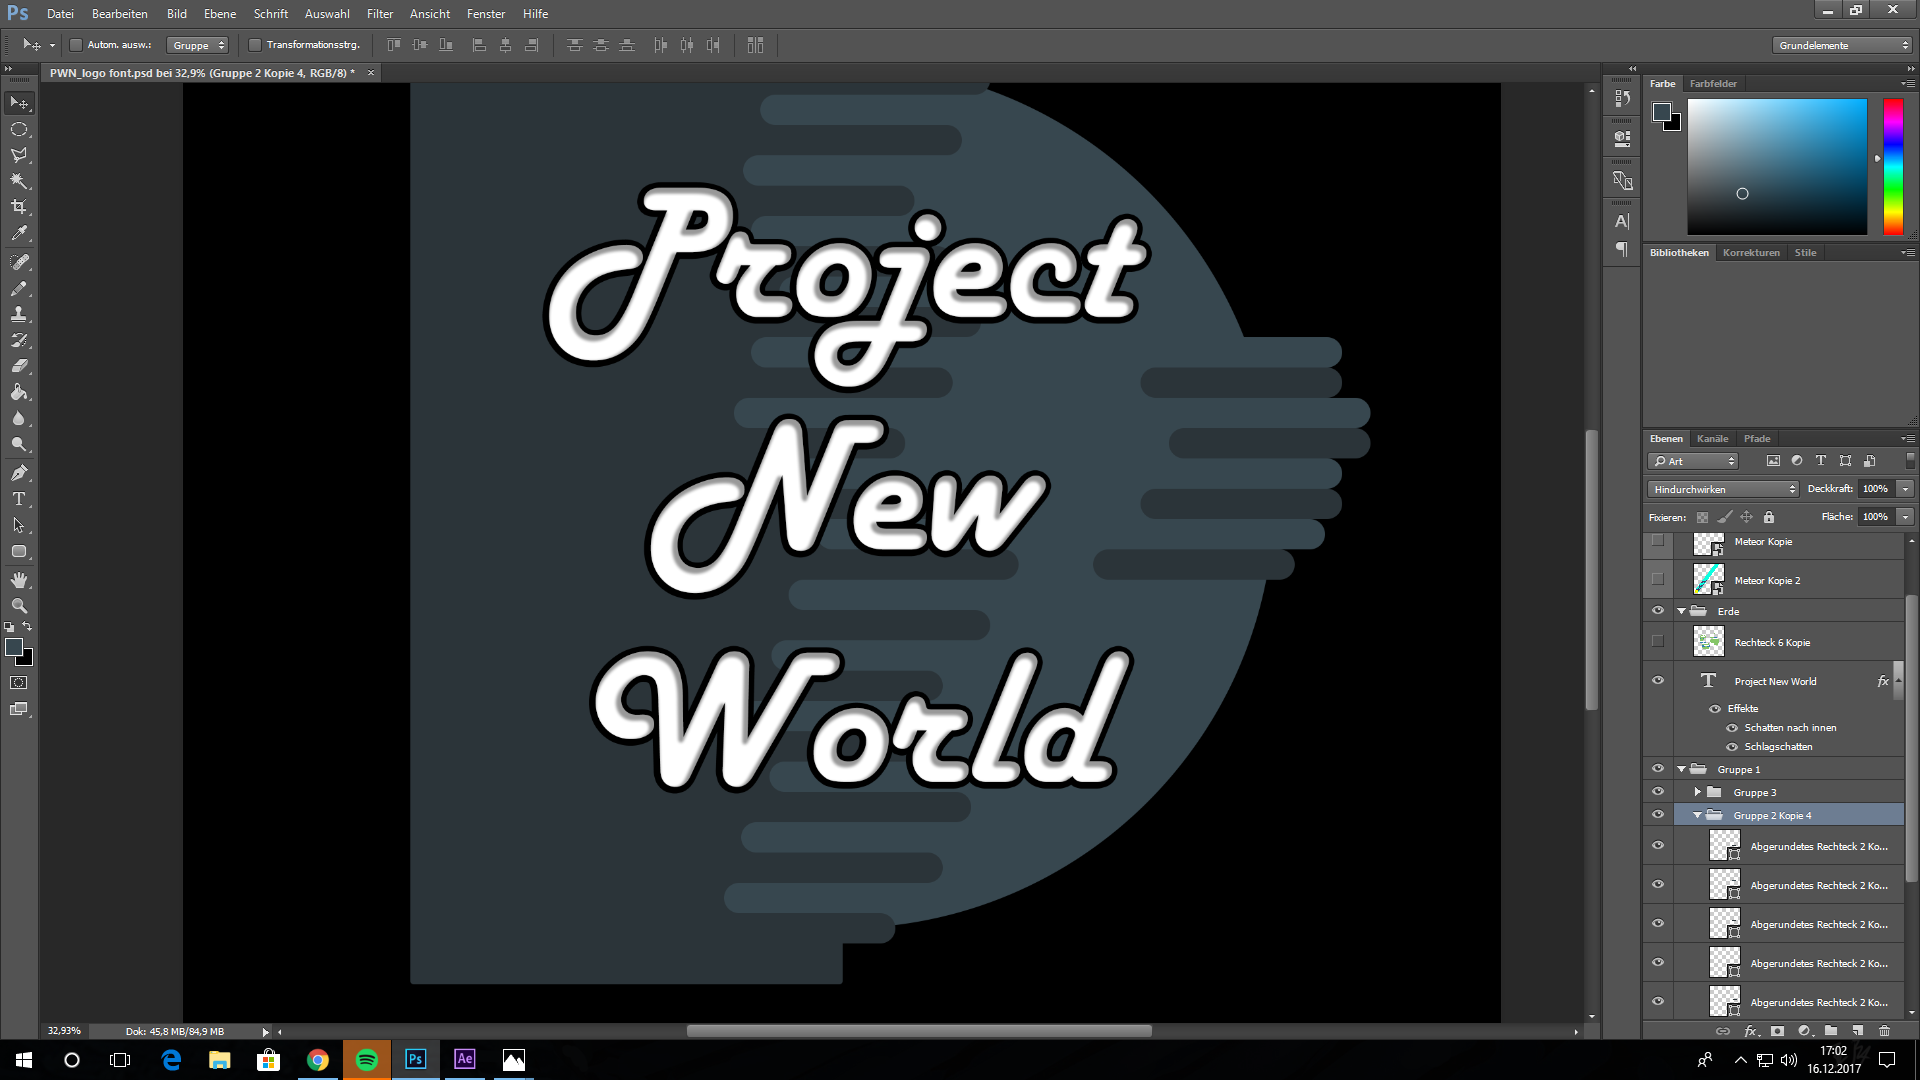 Ps Datei Bearbeiten Bild Ebene Schrift Auswahl Filter Ansicht Fenster Hilfe
Autom. ausw.: Gruppe Transformationsstrg. Grundelemente
PWN_logo font.psd bei 32,9% (Gruppe 2 Kopie 4, RGB/8) * ×
Farbe Farbfelder
Project
New
World
Bibliotheken Korrekturen Stile
Ebenen Kanäle Pfade
Art
Hindurchwirken Deckkraft: 100%
Fixieren: Fläche: 100%
Meteor Kopie
Meteor Kopie 2
Erde
Rechteck 6 Kopie
T Project New World fx
Effekte
Schatten nach innen
Schlagschatten
Gruppe 1
Gruppe 3
Gruppe 2 Kopie 4
Abgerundetes Rechteck 2 Ko...
Abgerundetes Rechteck 2 Ko...
Abgerundetes Rechteck 2 Ko...
Abgerundetes Rechteck 2 Ko...
Abgerundetes Rechteck 2 Ko...
32,93% Dok: 45,8 MB/84,9 MB
Ps Ae
17:02
16.12.2017